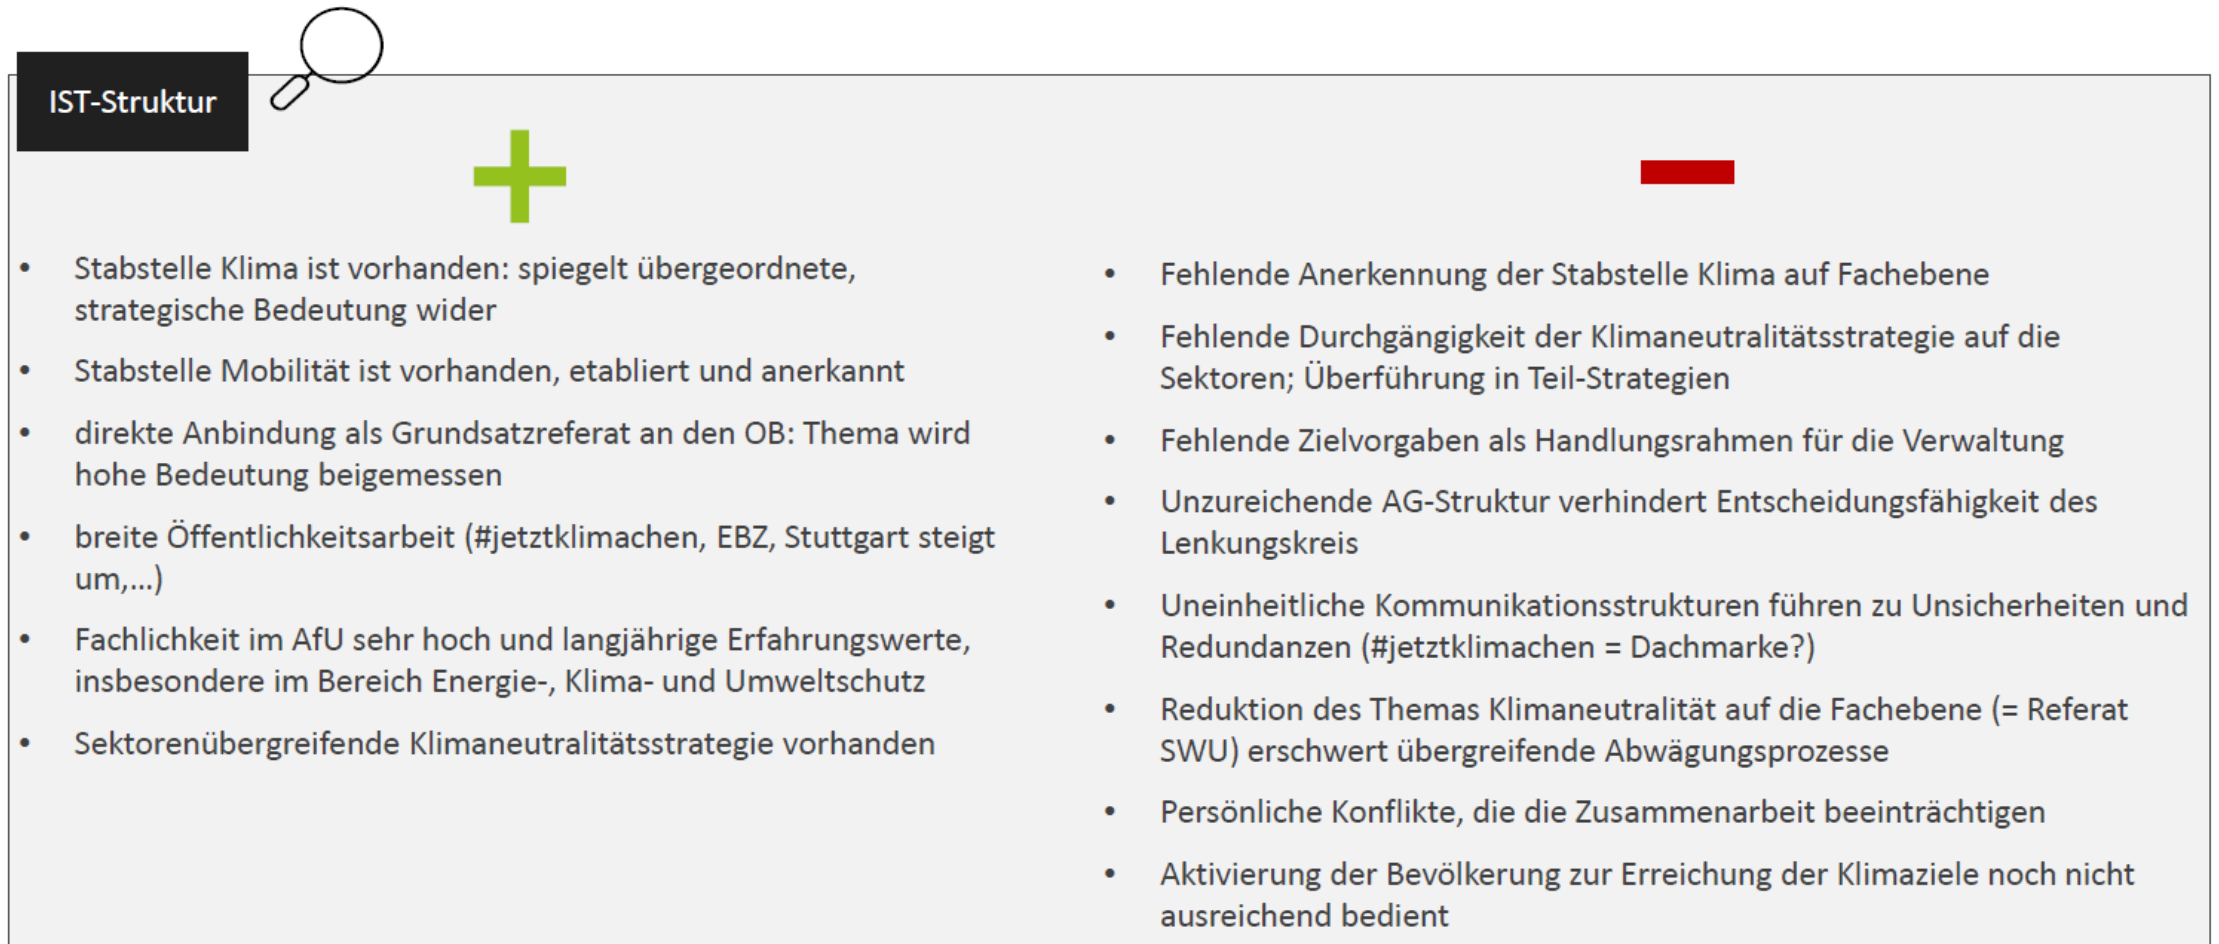 IST-Struktur
• Stabstelle Klima ist vorhanden: spiegelt übergeordnete,
strategische Bedeutung wider
• Stabstelle Mobilität ist vorhanden, etabliert und anerkannt
• direkte Anbindung als Grundsatzreferat an den OB: Thema wird
hohe Bedeutung beigemessen
• breite Öffentlichkeitsarbeit (#jetztklimachen, EBZ, Stuttgart steigt
um,...)
• Fachlichkeit im AfU sehr hoch und langjährige Erfahrungswerte,
insbesondere im Bereich Energie-, Klima- und Umweltschutz
• Sektorenübergreifende Klimaneutralitätsstrategie vorhanden
• Fehlende Anerkennung der Stabstelle Klima auf Fachebene
• Fehlende Durchgängigkeit der Klimaneutralitätsstrategie auf die
Sektoren; Überführung in Teil-Strategien
• Fehlende Zielvorgaben als Handlungsrahmen für die Verwaltung
• Unzureichende AG-Struktur verhindert Entscheidungsfähigkeit des
Lenkungskreis
• Uneinheitliche Kommunikationsstrukturen führen zu Unsicherheiten und
Redundanzen (#jetztklimachen = Dachmarke?)
• Reduktion des Themas Klimaneutralität auf die Fachebene (= Referat
SWU) erschwert übergreifende Abwägungsprozesse
• Persönliche Konflikte, die die Zusammenarbeit beeinträchtigen
• Aktivierung der Bevölkerung zur Erreichung der Klimaziele noch nicht
ausreichend bedient